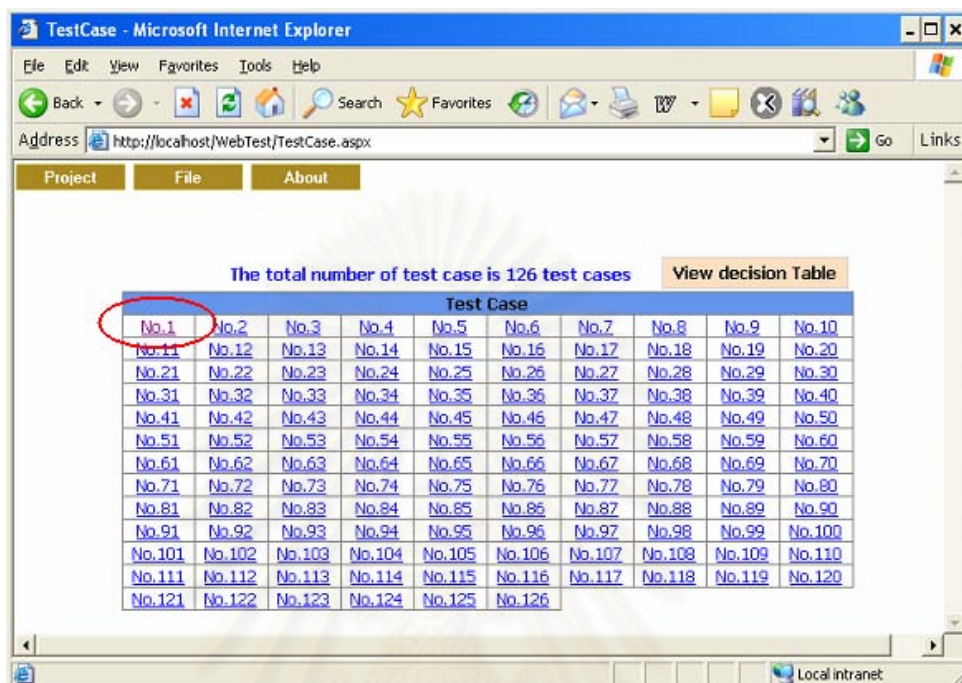 TestCase - Microsoft Internet Explorer
File Edit View Favorites Tools Help
Back Search Favorites
Address http://localhost/WebTest/TestCase.aspx Go Links
Project File About
The total number of test case is 126 test cases View decision Table
Test Case
No.1 No.2 No.3 No.4 No.5 No.6 No.7 No.8 No.9 No.10
No.11 No.12 No.13 No.14 No.15 No.16 No.17 No.18 No.19 No.20
No.21 No.22 No.23 No.24 No.25 No.26 No.27 No.28 No.29 No.30
No.31 No.32 No.33 No.34 No.35 No.36 No.37 No.38 No.39 No.40
No.41 No.42 No.43 No.44 No.45 No.46 No.47 No.48 No.49 No.50
No.51 No.52 No.53 No.54 No.55 No.56 No.57 No.58 No.59 No.60
No.61 No.62 No.63 No.64 No.65 No.66 No.67 No.68 No.69 No.70
No.71 No.72 No.73 No.74 No.75 No.76 No.77 No.78 No.79 No.80
No.81 No.82 No.83 No.84 No.85 No.86 No.87 No.88 No.89 No.90
No.91 No.92 No.93 No.94 No.95 No.96 No.97 No.98 No.99 No.100
No.101 No.102 No.103 No.104 No.105 No.106 No.107 No.108 No.109 No.110
No.111 No.112 No.113 No.114 No.115 No.116 No.117 No.118 No.119 No.120
No.121 No.122 No.123 No.124 No.125 No.126
Local intranet